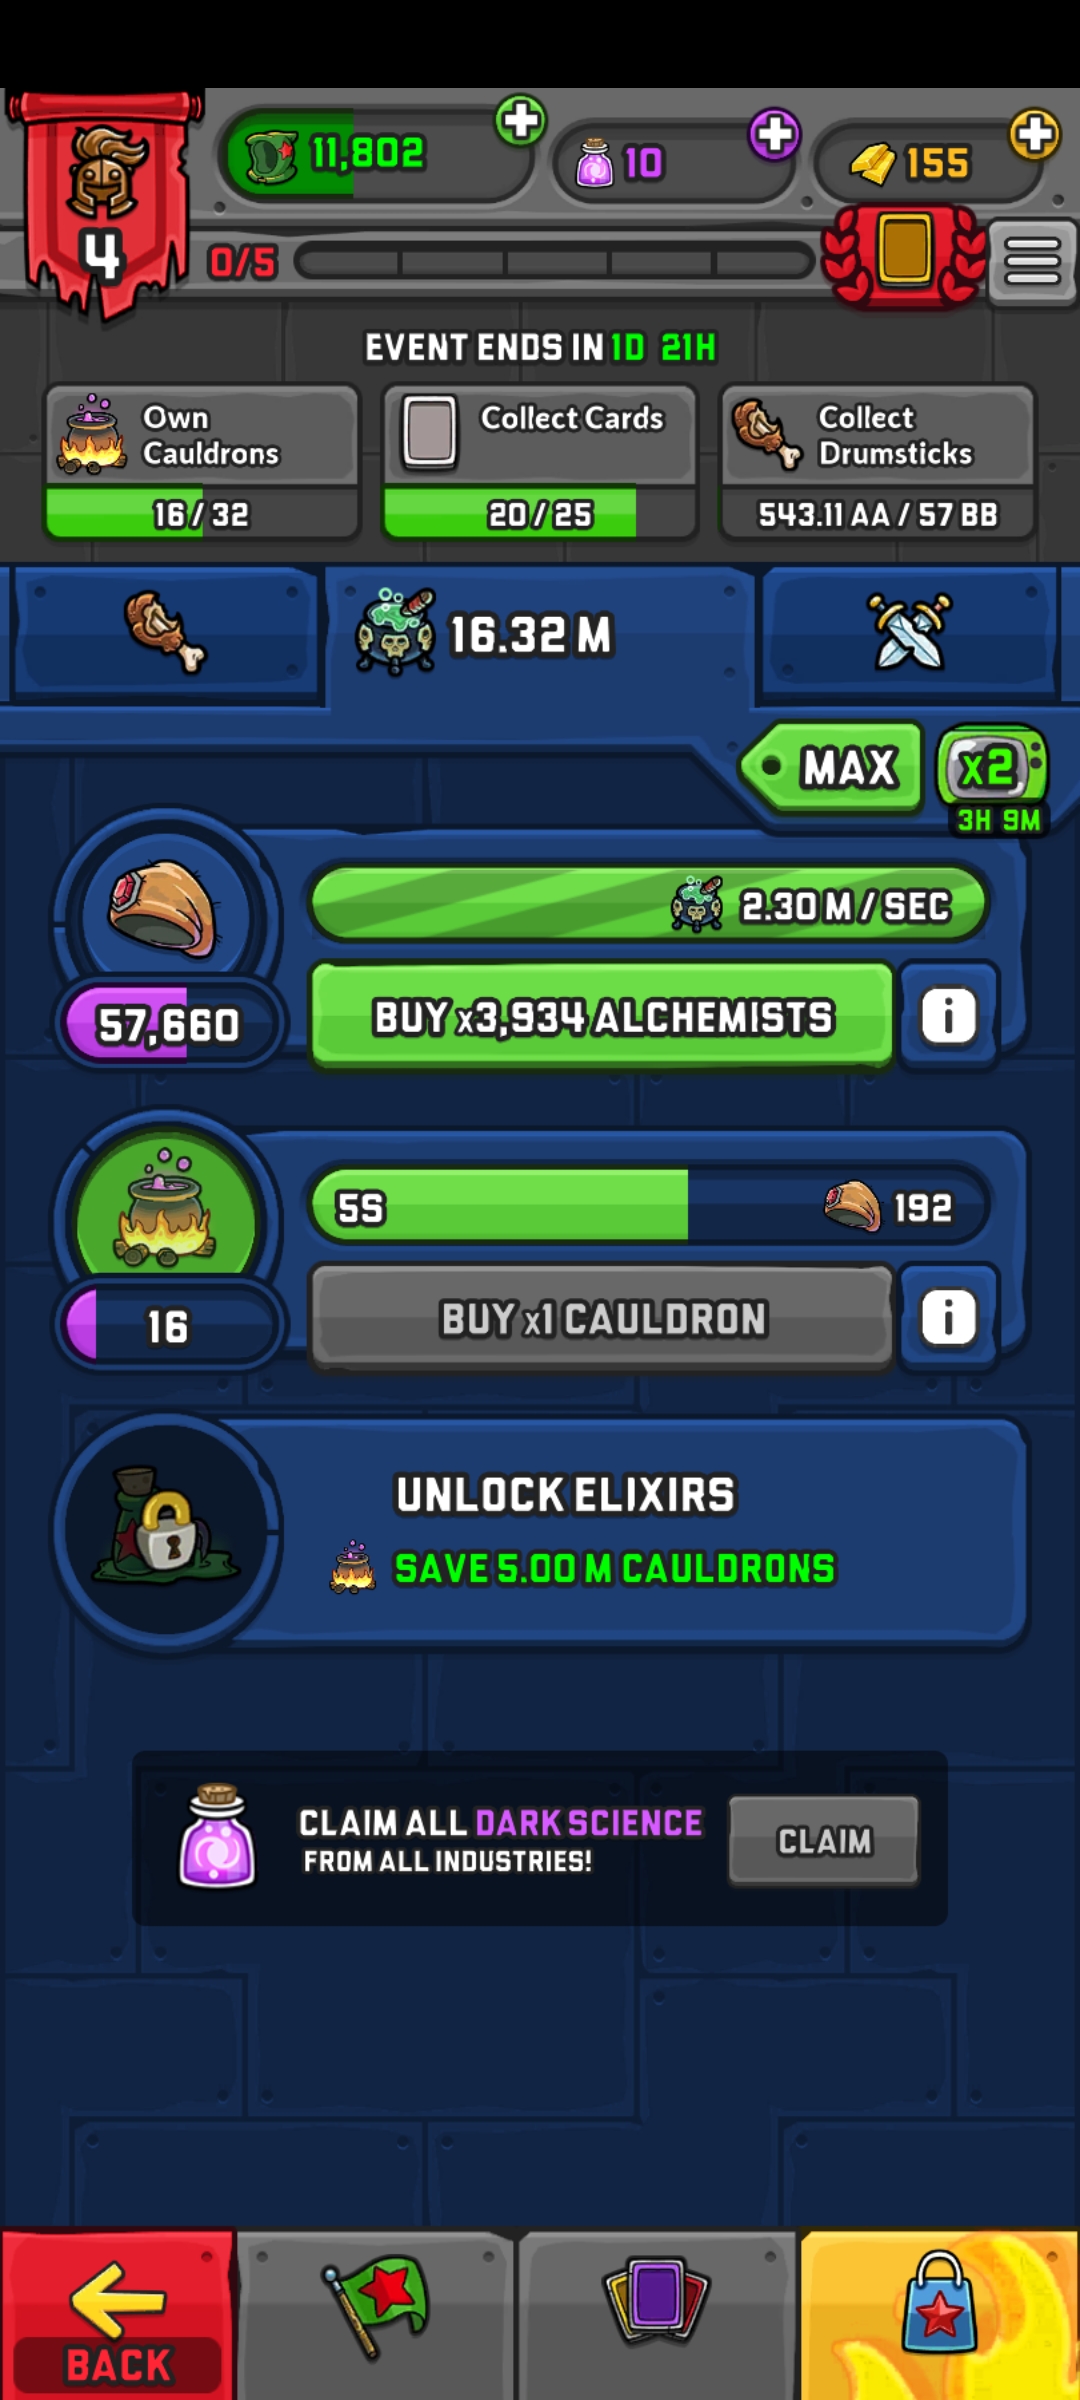 11,802
10
155
4
0/5
EVENT ENDS IN 1D 21H
Own
Cauldrons
16/32
Collect Cards
20/25
Collect
Drumsticks
543.11 AA / 57 BB
16.32 M
MAX
x2
3H 9M
2.30 M / SEC
57,660
BUY x3,934 ALCHEMISTS
i
5S
192
16
BUY x1 CAULDRON
i
UNLOCK ELIXIRS
SAVE 5.00 M CAULDRONS
CLAIM ALL DARK SCIENCE
FROM ALL INDUSTRIES!
CLAIM
BACK